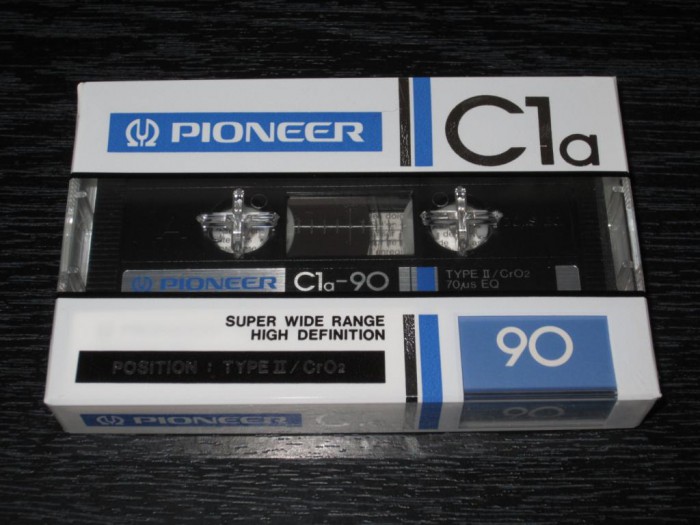 PIONEER
C1a
PIONEER C1a-90 TYPE II/CrO2
70µs EQ
SUPER WIDE RANGE
HIGH DEFINITION
90
POSITION : TYPE II/CrO2
PIONEER
90